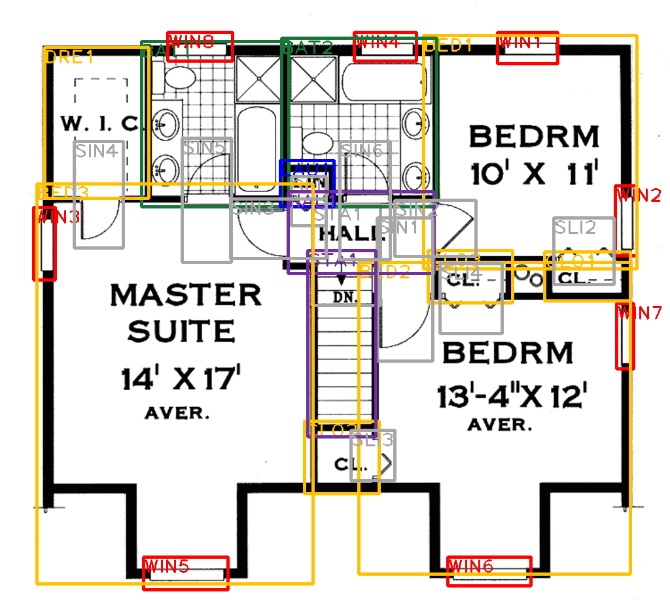 WIN8
WIN4
BED1
WIN1
DRE1
BAT1
BAT2
W. I. C.
SIN4
SIN5
SIN6
BEDRM
10' X 11'
LIN
BED3
WIN3
SIN3
STA1
SIN2
SIN1
HALL
SLI2
WIN2
STA1
BED2
SLI4
CLO1
CL.
CL.
DN.
MASTER
SUITE
14' X 17'
AVER.
WIN7
BEDRM
13'-4"X 12'
AVER.
CLO2
SLI3
CL.
WIN5
WIN6